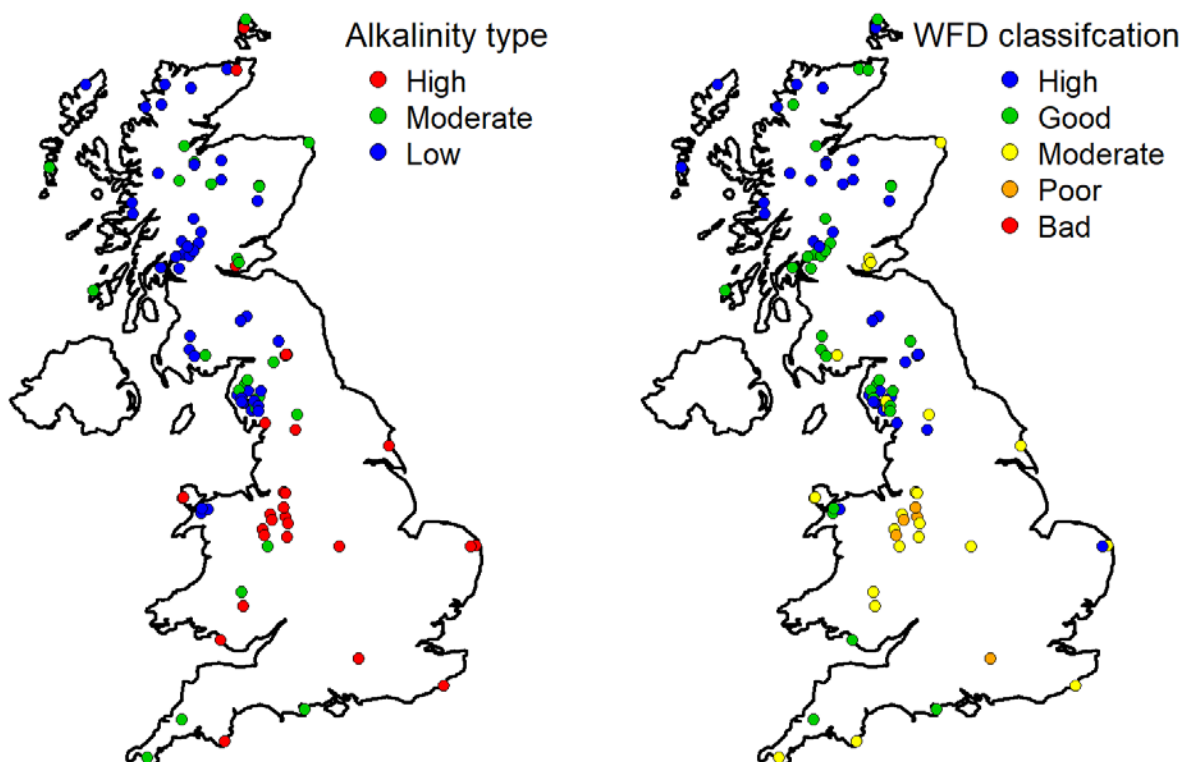 Alkalinity type
High
Moderate
Low
WFD classifcation
High
Good
Moderate
Poor
Bad